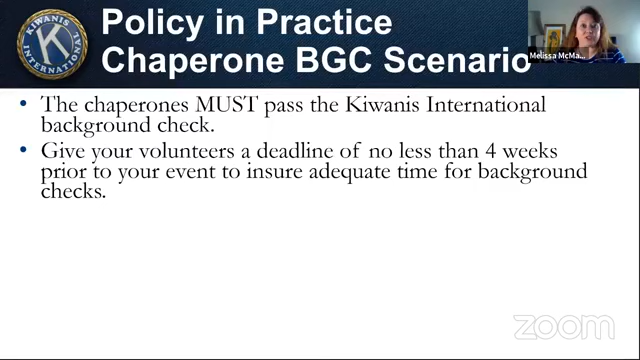 Policy in Practice
Chaperone BGC Scenario
KIWANIS
INTERNATIONAL
K
Melissa McMa...
• The chaperones MUST pass the Kiwanis International
background check.
• Give your volunteers a deadline of no less than 4 weeks
prior to your event to insure adequate time for background
checks.
zoom